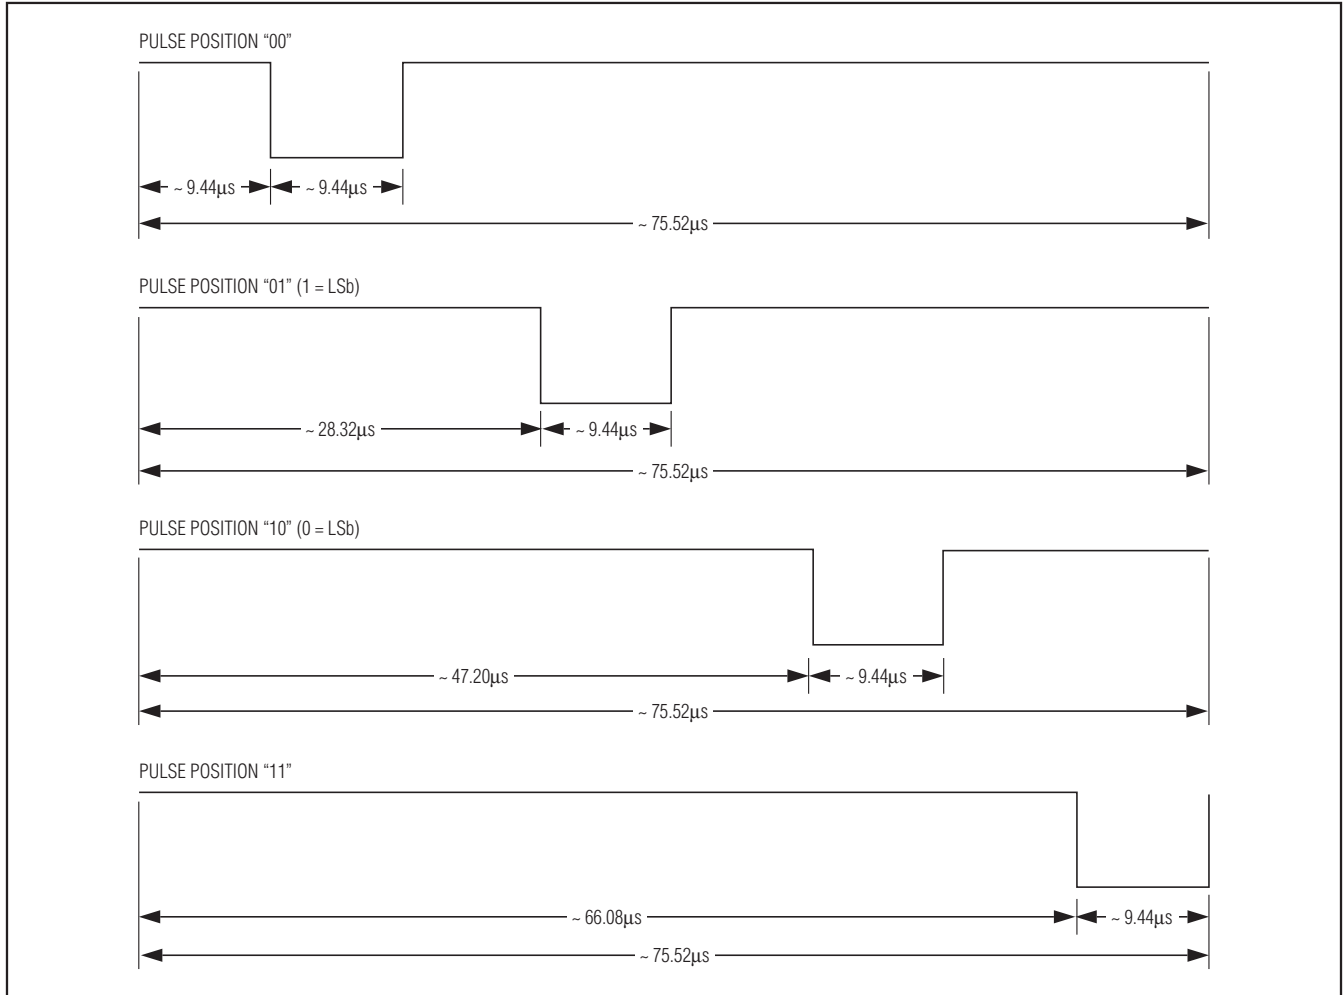 PULSE POSITION “00”
~ 9.44µs ~ 9.44µs
~ 75.52µs
PULSE POSITION “01” (1 = LSb)
~ 28.32µs ~ 9.44µs
~ 75.52µs
PULSE POSITION “10” (0 = LSb)
~ 47.20µs ~ 9.44µs
~ 75.52µs
PULSE POSITION “11”
~ 66.08µs ~ 9.44µs
~ 75.52µs